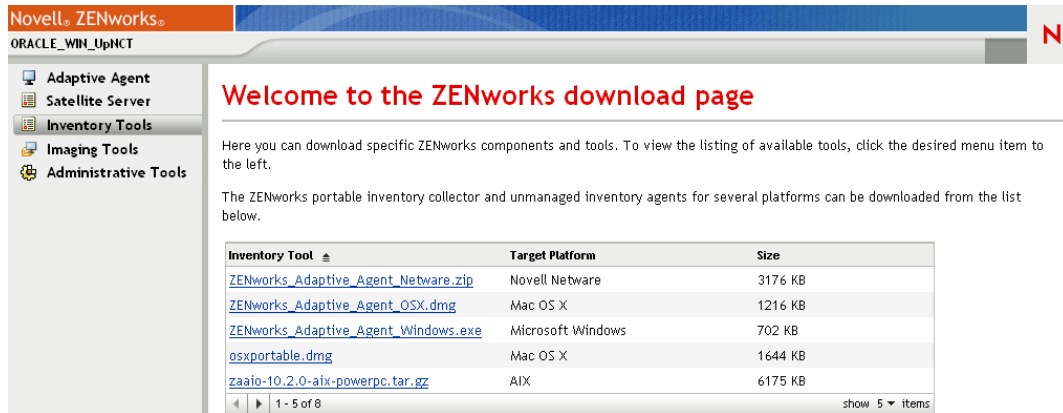 Novell® ZENworks®
ORACLE_WIN_UpNCT
N
Adaptive Agent
Satellite Server
Inventory Tools
Imaging Tools
Administrative Tools
Welcome to the ZENworks download page
Here you can download specific ZENworks components and tools. To view the listing of available tools, click the desired menu item to
the left.
The ZENworks portable inventory collector and unmanaged inventory agents for several platforms can be downloaded from the list
below.
Inventory Tool Target Platform Size
ZENworks_Adaptive_Agent_Netware.zip Novell Netware 3176 KB
ZENworks_Adaptive_Agent_OSX.dmg Mac OS X 1216 KB
ZENworks_Adaptive_Agent_Windows.exe Microsoft Windows 702 KB
osxportable.dmg Mac OS X 1644 KB
zaaio-10.2.0-aix-powerpc.tar.gz AIX 6175 KB
1 - 5 of 8 show 5 items